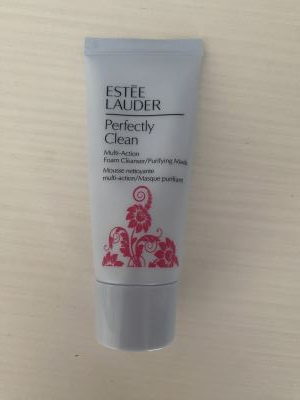 ESTĒE
LAUDER
Perfectly
Clean
Multi-Action
Foam Cleanser/Purifying Mask
Mousse nettoyante
multi-action/Masque purifiant